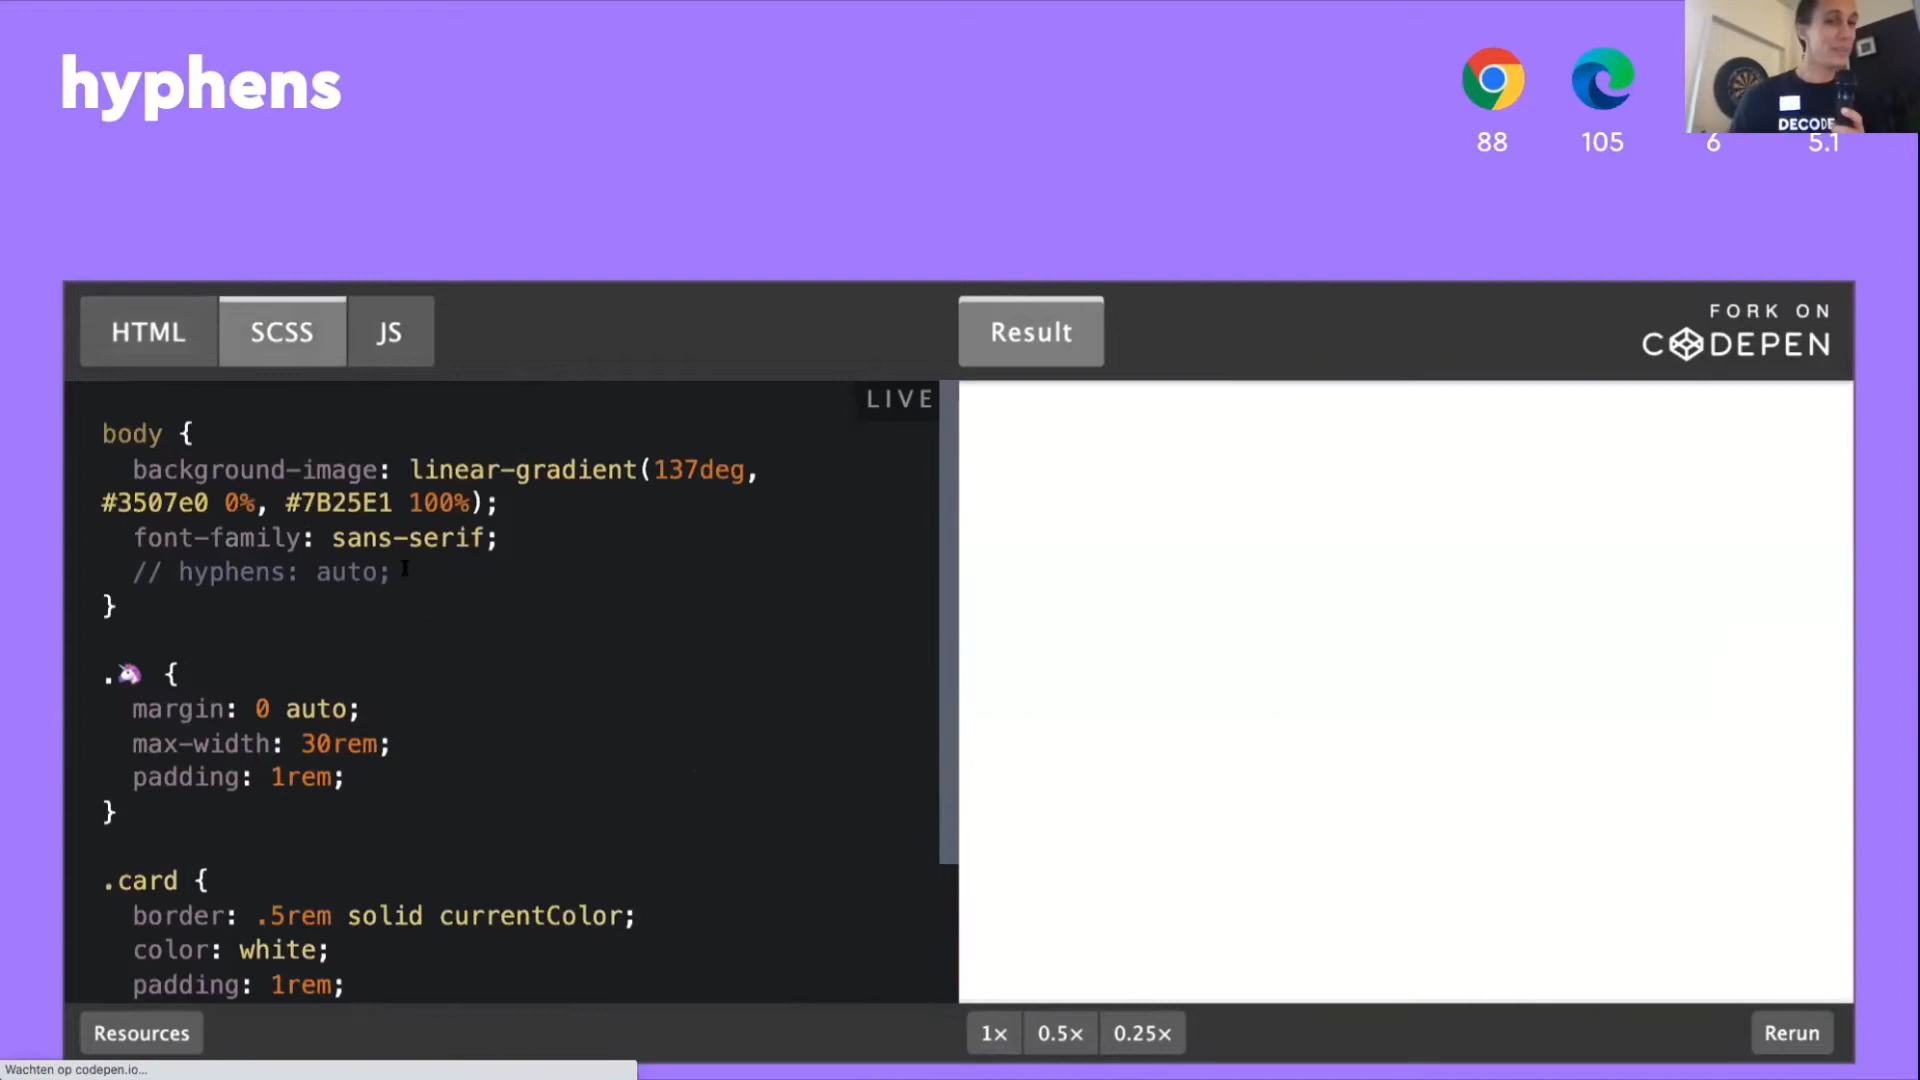 hyphens
88
105
6
5.1
DECODE
HTML
SCSS
JS
Result
FORK ON
CODEPEN
LIVE
body {
background-image: linear-gradient(137deg,
#3507e0 0%, #7B25E1 100%);
font-family: sans-serif;
// hyphens: auto;
}
.🦄 {
margin: 0 auto;
max-width: 30rem;
padding: 1rem;
}
.card {
border: .5rem solid currentColor;
color: white;
padding: 1rem;
Resources
1×
0.5×
0.25×
Rerun
Wachten op codepen.io...